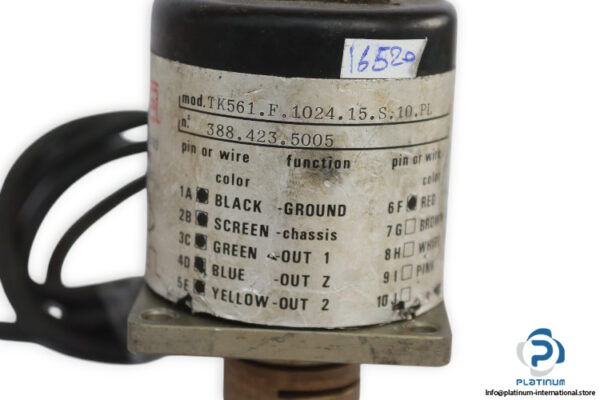 16520
mod.TK561.F.1024.15.S.10.PL
n° 388.423.5005
pin or wire color function pin or wire color
1A BLACK -GROUND 6F RED
2B SCREEN -chassis 7G BROWN
3C GREEN -OUT 1 8H WHITE
4D BLUE -OUT Z 9I PINK
5E YELLOW-OUT 2 10J
PLATINUM
Info@platinum-international.store